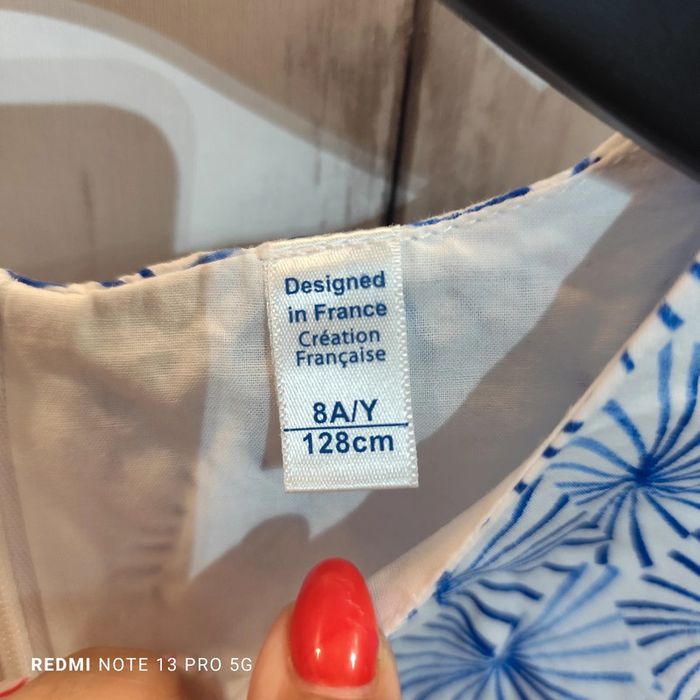 Designed
in France
Création
Française
8A/Y
128cm
REDMI NOTE 13 PRO 5G